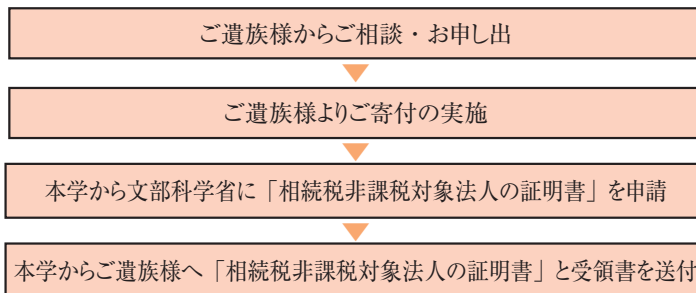 ご遺族様からご相談・お申し出
ご遺族様よりご寄付の実施
本学から文部科学省に「相続税非課税対象法人の証明書」を申請
本学からご遺族様へ「相続税非課税対象法人の証明書」と受領書を送付